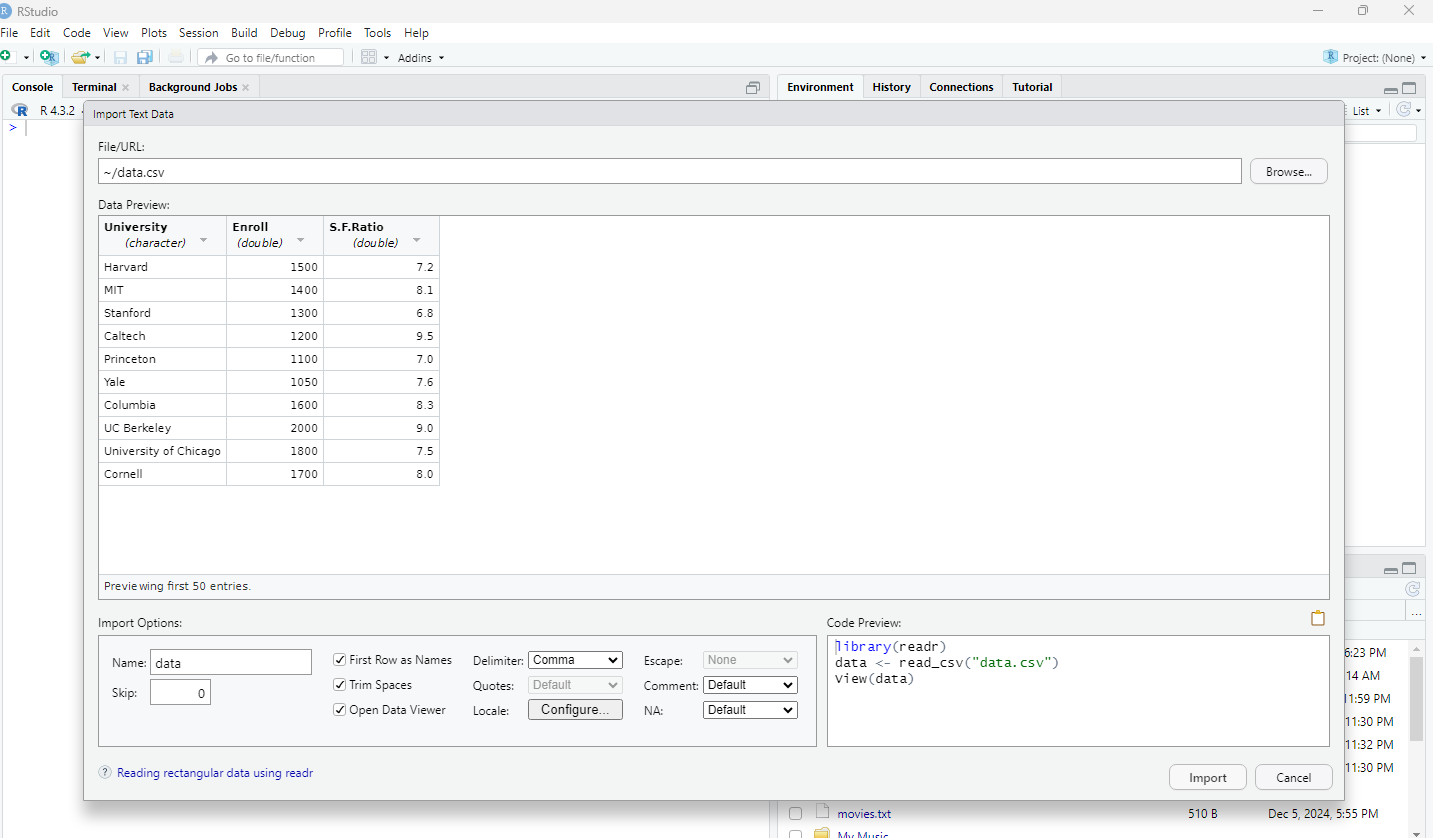 RStudio
File Edit Code View Plots Session Build Debug Profile Tools Help
Go to file/function Addins Project: (None)
Console Terminal Background Jobs Environment History Connections Tutorial
R 4.3.2 List
>
Import Text Data
File/URL:
~/data.csv Browse...
Data Preview:
University Enroll S.F.Ratio
(character) (double) (double)
Harvard 1500 7.2
MIT 1400 8.1
Stanford 1300 6.8
Caltech 1200 9.5
Princeton 1100 7.0
Yale 1050 7.6
Columbia 1600 8.3
UC Berkeley 2000 9.0
University of Chicago 1800 7.5
Cornell 1700 8.0
Previewing first 50 entries.
Import Options:
Name: data
Skip: 0
First Row as Names
Trim Spaces
Open Data Viewer
Delimiter: Comma
Quotes: Default
Locale: Configure...
Escape: None
Comment: Default
NA: Default
Code Preview:
library(readr)
data <- read_csv("data.csv")
View(data)
? Reading rectangular data using readr
Import Cancel
...
6:23 PM
14 AM
11:59 PM
11:30 PM
11:32 PM
11:30 PM
movies.txt 510 B Dec 5, 2024, 5:55 PM
My Music